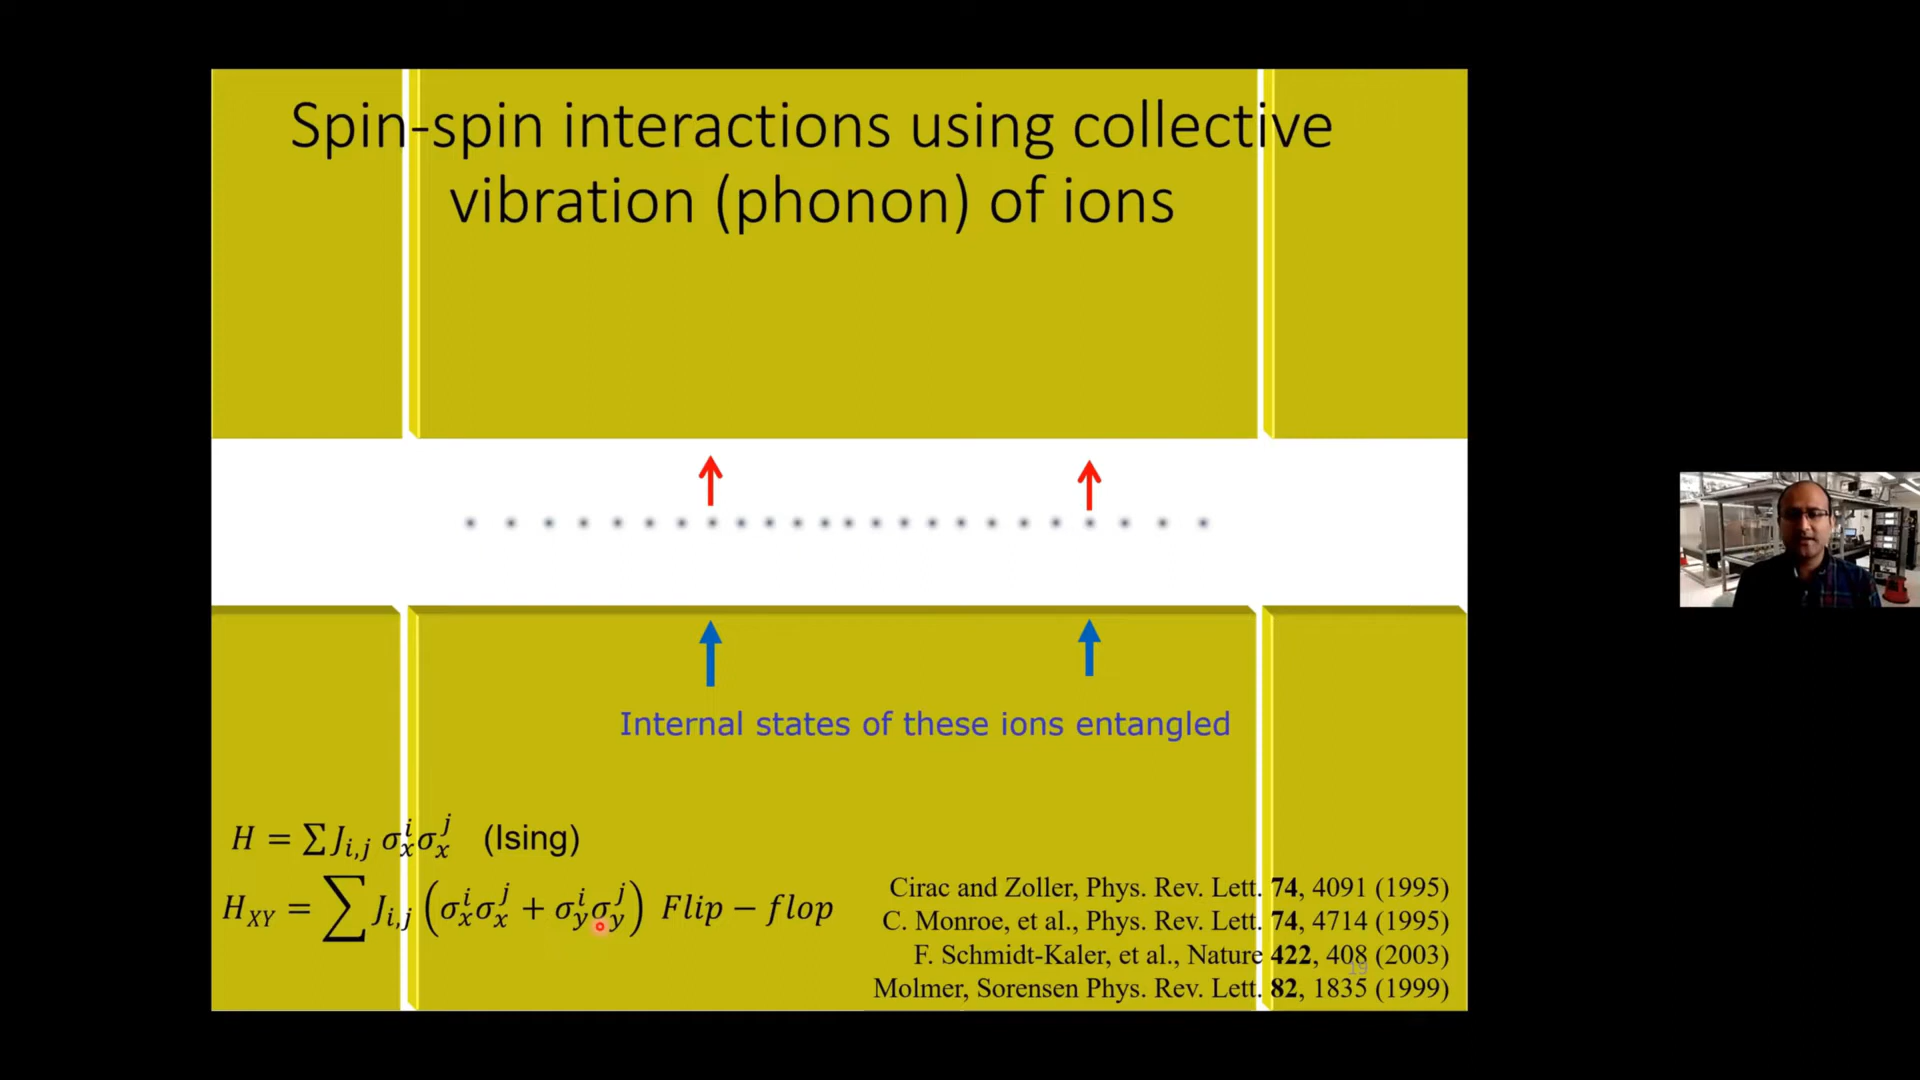 Spin-spin interactions using collective
vibration (phonon) of ions
Internal states of these ions entangled
H = ∑J_{i,j} σ_x^i σ_x^j (Ising)
H_{XY} = ∑ J_{i,j} (σ_x^i σ_x^j + σ_y^i σ_y^j) Flip − flop
Cirac and Zoller, Phys. Rev. Lett. 74, 4091 (1995)
C. Monroe, et al., Phys. Rev. Lett. 74, 4714 (1995)
F. Schmidt-Kaler, et al., Nature 422, 408 (2003)
19
Molmer, Sorensen Phys. Rev. Lett. 82, 1835 (1999)